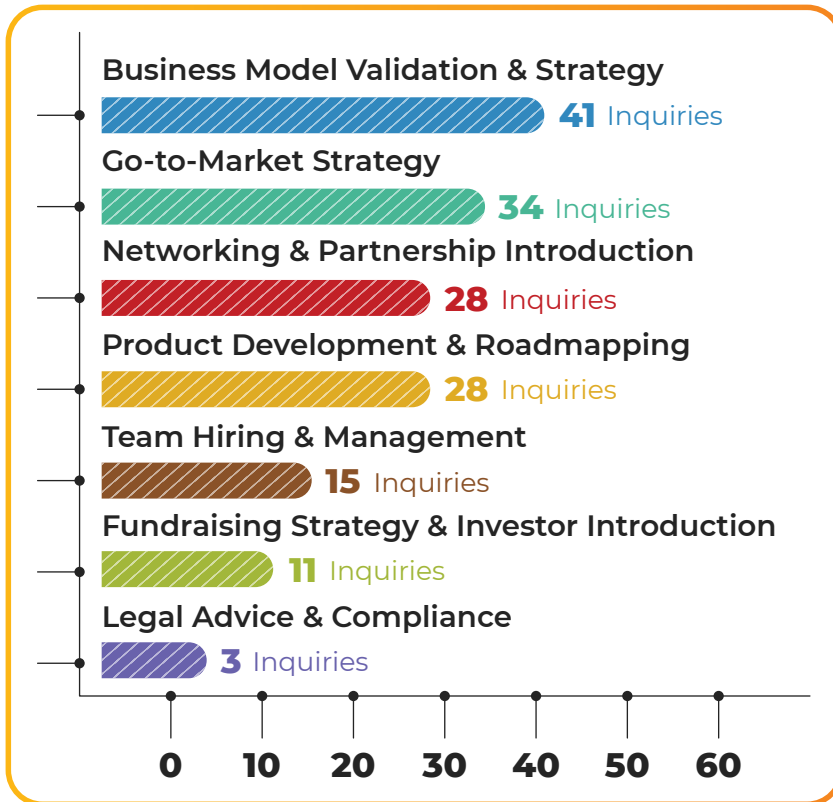 Business Model Validation & Strategy
41 Inquiries
Go-to-Market Strategy
34 Inquiries
Networking & Partnership Introduction
28 Inquiries
Product Development & Roadmapping
28 Inquiries
Team Hiring & Management
15 Inquiries
Fundraising Strategy & Investor Introduction
11 Inquiries
Legal Advice & Compliance
3 Inquiries
0 10 20 30 40 50 60